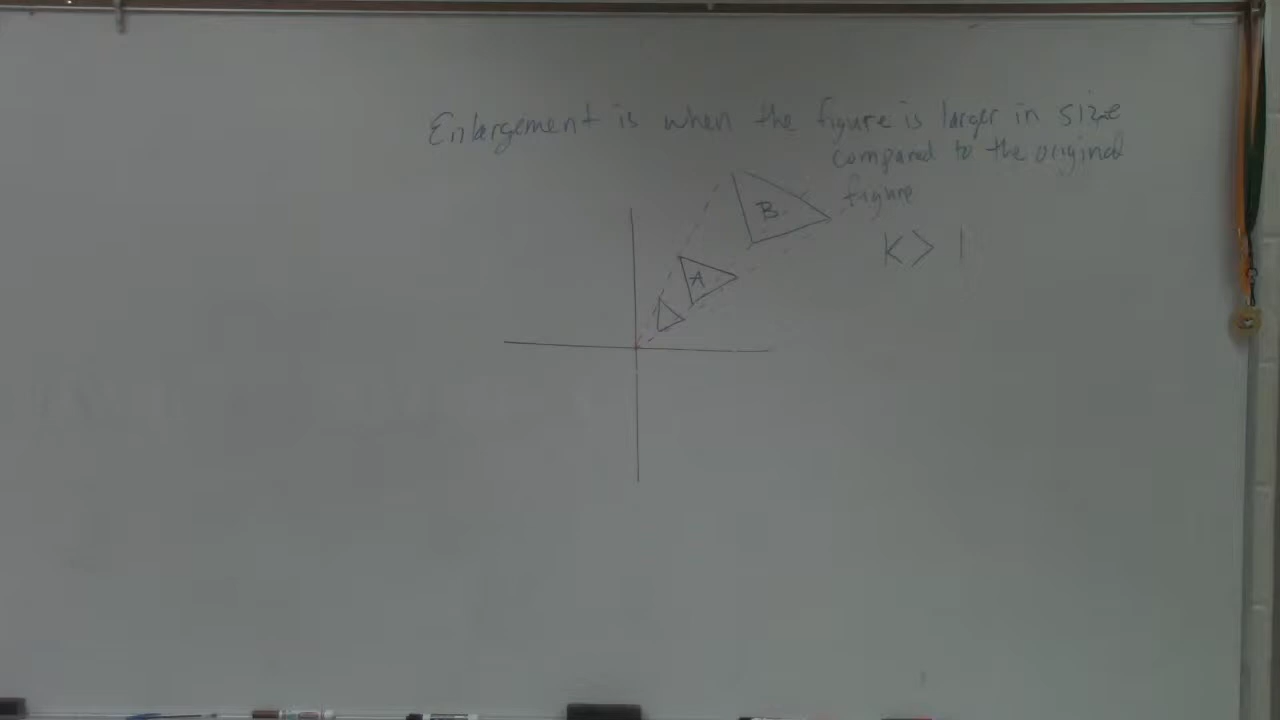 Enlargement is when the figure is larger in size
compared to the original
figure
B
K > 1
A